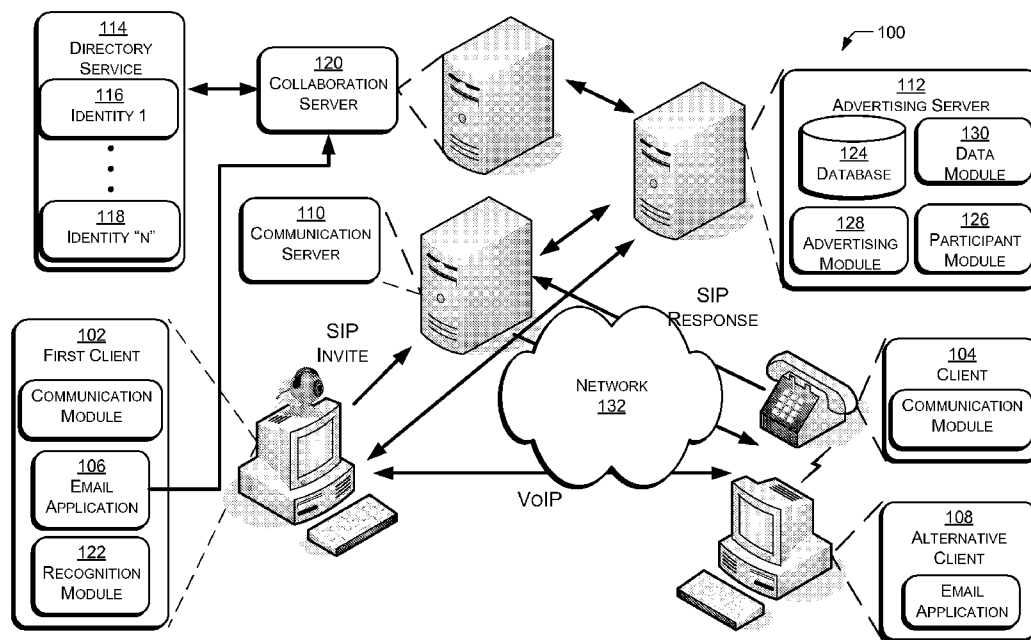 114
DIRECTORY
SERVICE
116
IDENTITY 1
118
IDENTITY “N”
120
COLLABORATION
SERVER
100
112
ADVERTISING SERVER
124
DATABASE
130
DATA
MODULE
128
ADVERTISING
MODULE
126
PARTICIPANT
MODULE
110
COMMUNICATION
SERVER
SIP
INVITE
SIP
RESPONSE
NETWORK
132
VOIP
102
FIRST CLIENT
COMMUNICATION
MODULE
106
EMAIL
APPLICATION
122
RECOGNITION
MODULE
104
CLIENT
COMMUNICATION
MODULE
108
ALTERNATIVE
CLIENT
EMAIL
APPLICATION